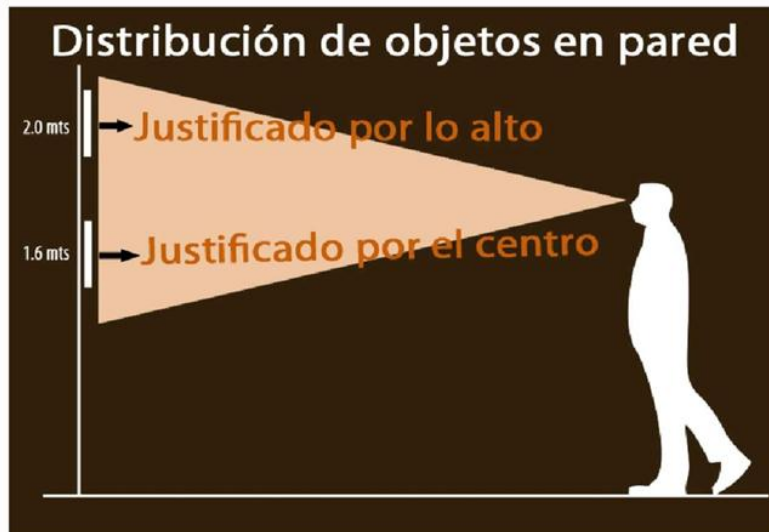 Distribución de objetos en pared
2.0 mts
Justificado por lo alto
1.6 mts
Justificado por el centro